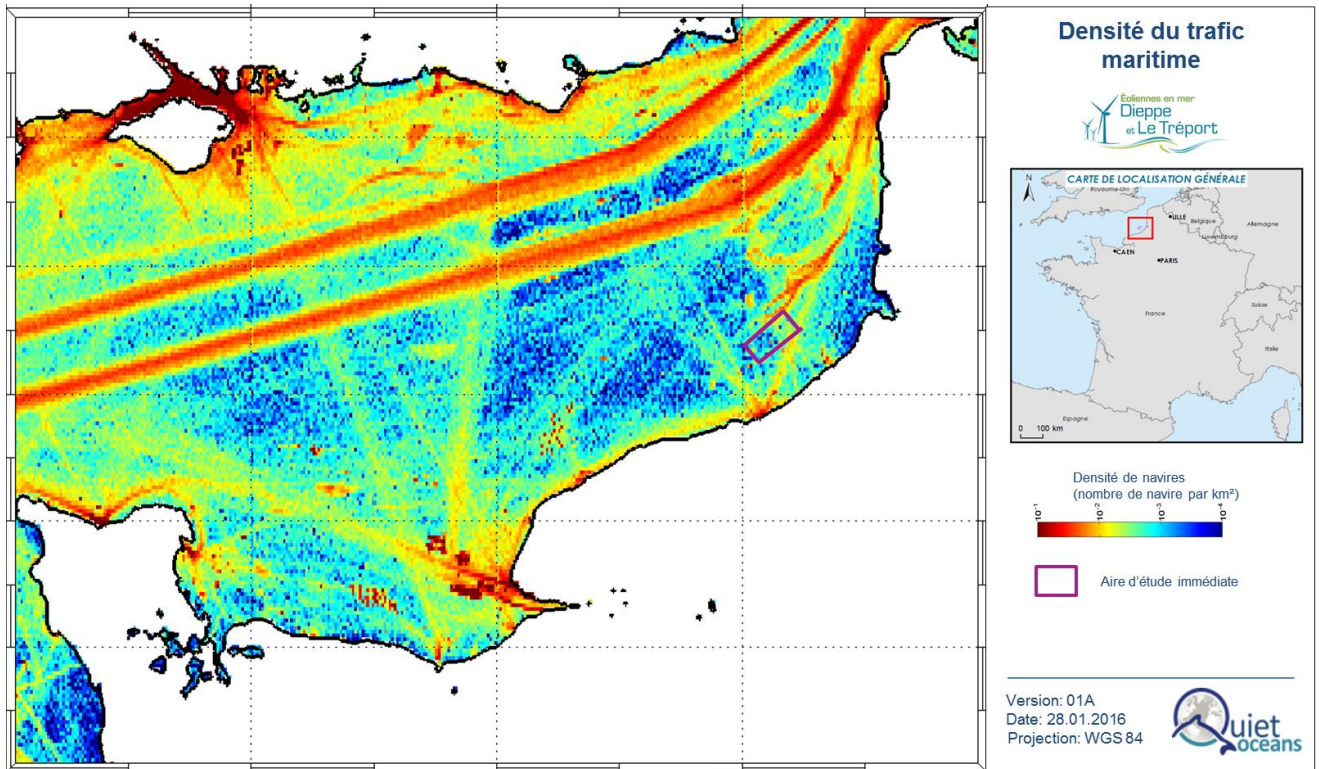 Densité du trafic
maritime
Éoliennes en mer
Dieppe
et Le Tréport
CARTE DE LOCALISATION GÉNÉRALE
N
Royaume-Uni
LILLE
Belgique
Allemagne
Luxembourg
CAEN
PARIS
France
Suisse
Italie
Espagne
0 100 km
Densité de navires
(nombre de navire par km²)
10⁻¹ 10⁻² 10⁻³ 10⁻⁴
Aire d'étude immédiate
Version: 01A
Date: 28.01.2016
Projection: WGS 84
Quiet
oceans